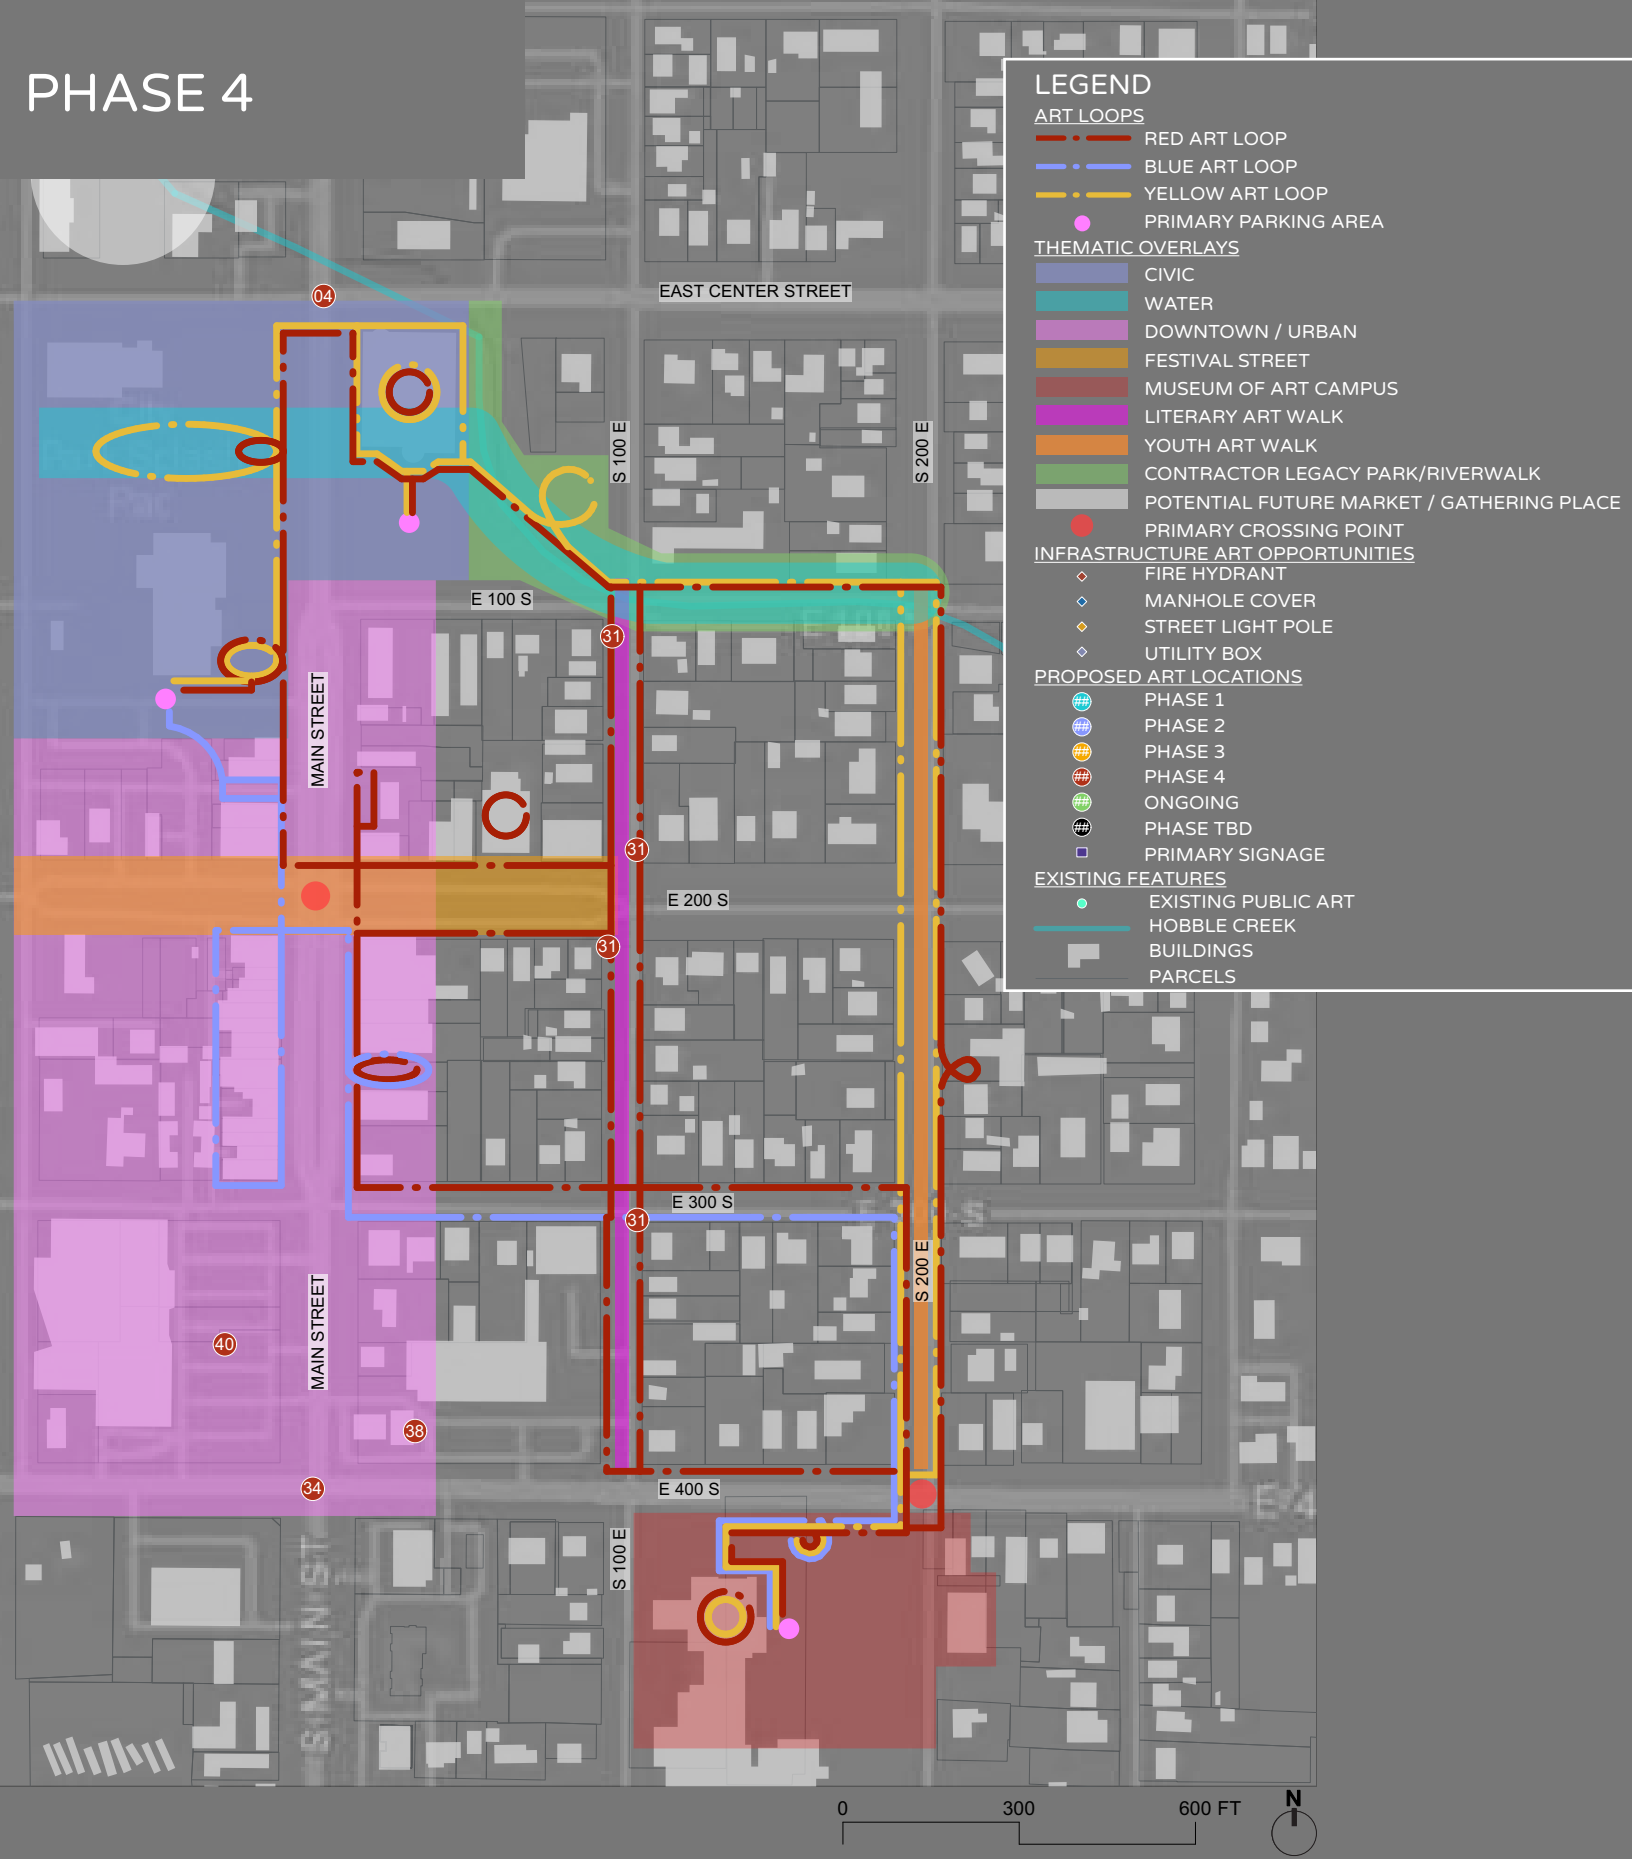 PHASE 4
LEGEND
ART LOOPS
RED ART LOOP
BLUE ART LOOP
YELLOW ART LOOP
PRIMARY PARKING AREA
THEMATIC OVERLAYS
CIVIC
WATER
DOWNTOWN / URBAN
FESTIVAL STREET
MUSEUM OF ART CAMPUS
LITERARY ART WALK
YOUTH ART WALK
CONTRACTOR LEGACY PARK/RIVERWALK
POTENTIAL FUTURE MARKET / GATHERING PLACE
PRIMARY CROSSING POINT
INFRASTRUCTURE ART OPPORTUNITIES
FIRE HYDRANT
MANHOLE COVER
STREET LIGHT POLE
UTILITY BOX
PROPOSED ART LOCATIONS
## PHASE 1
## PHASE 2
## PHASE 3
## PHASE 4
## ONGOING
## PHASE TBD
PRIMARY SIGNAGE
EXISTING FEATURES
EXISTING PUBLIC ART
HOBBLE CREEK
BUILDINGS
PARCELS
04
EAST CENTER STREET
S 100 E
S 200 E
City
Pac
E 100 S
31
MAIN STREET
31
E 200 S
31
E 300 S
31
S 200 E
MAIN STREET
40
38
34
E 400 S
E 4
S 100 E
S MAIN ST
0 300 600 FT
N